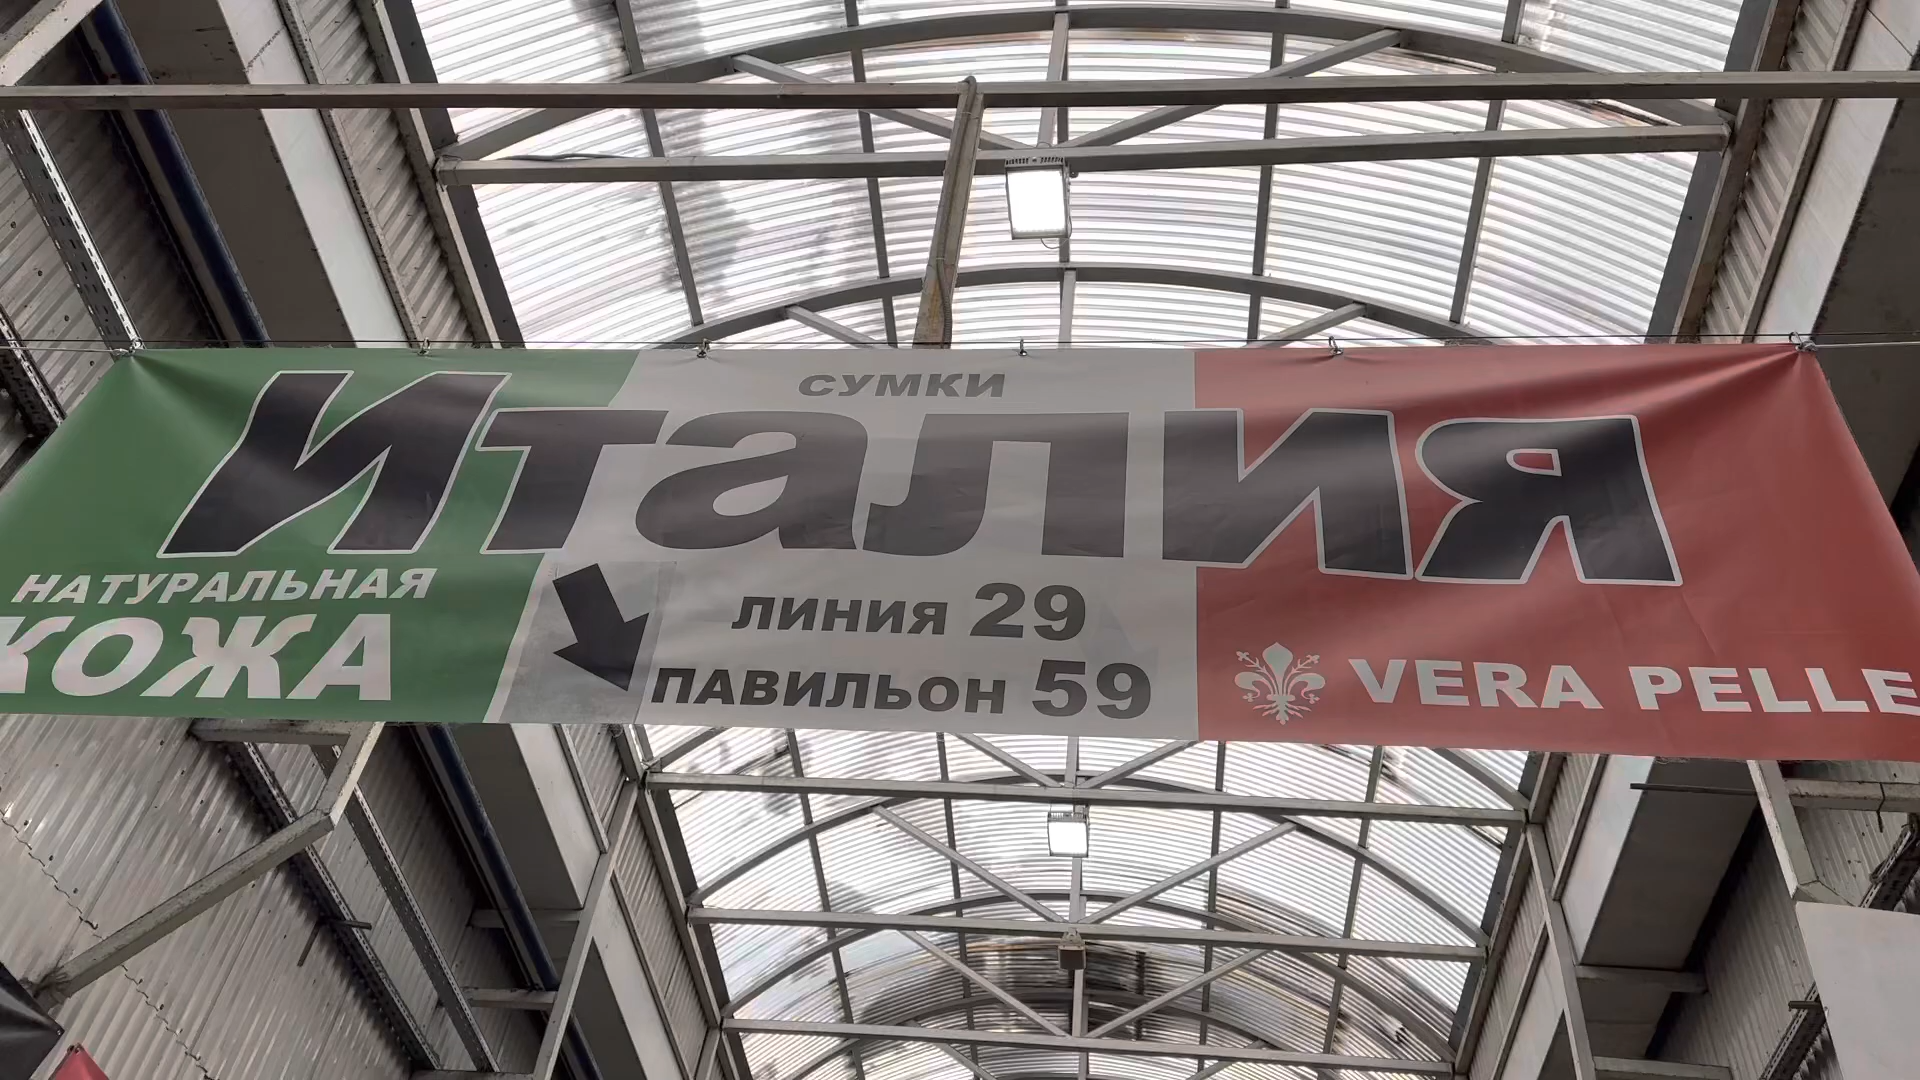 СУМКИ
Италия
НАТУРАЛЬНАЯ
КОЖА
ЛИНИЯ 29
ПАВИЛЬОН 59
VERA PELLE